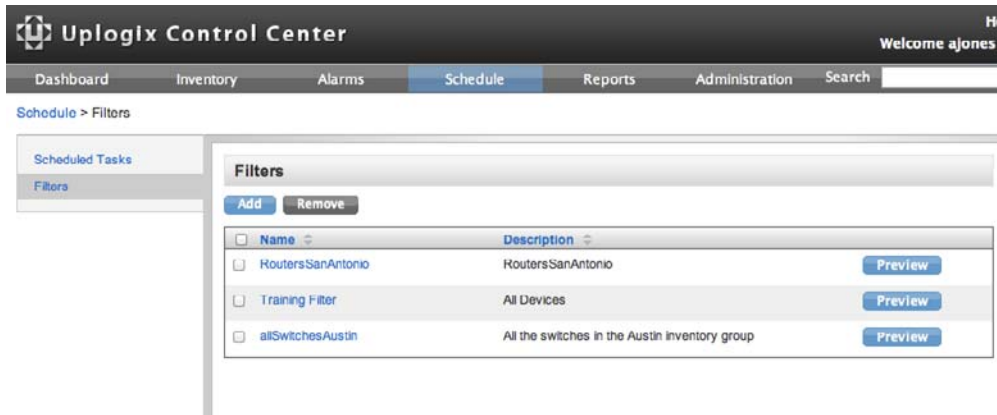 Uplogix Control Center
Welcome ajones
Dashboard Inventory Alarms Schedule Reports Administration Search
Schedule > Filters
Scheduled Tasks
Filters
Filters
Add Remove
Name Description
RoutersSanAntonio RoutersSanAntonio Preview
Training Filter All Devices Preview
allSwitchesAustin All the switches in the Austin inventory group Preview